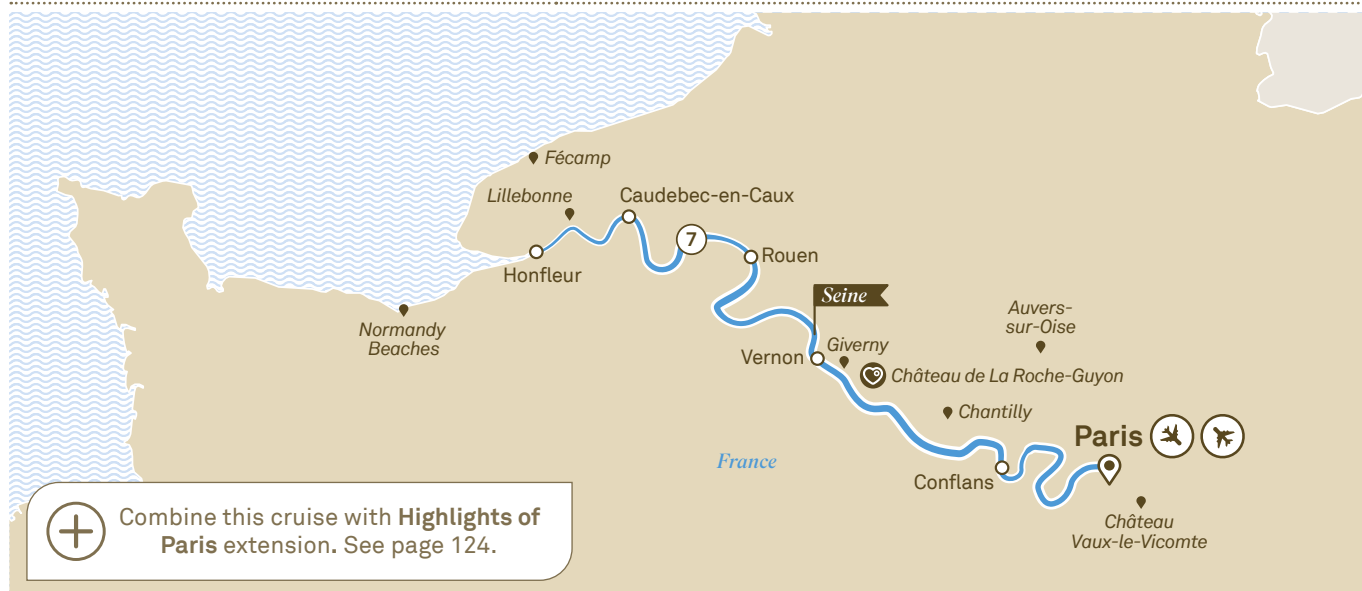 Fécamp
Lillebonne
Caudebec-en-Caux
7
Rouen
Honfleur
Seine
Normandy
Beaches
Auvers-
sur-Oise
Vernon
Giverny
Château de La Roche-Guyon
Chantilly
Paris
France
Conflans
Château
Vaux-le-Vicomte
Combine this cruise with Highlights of
Paris extension. See page 124.